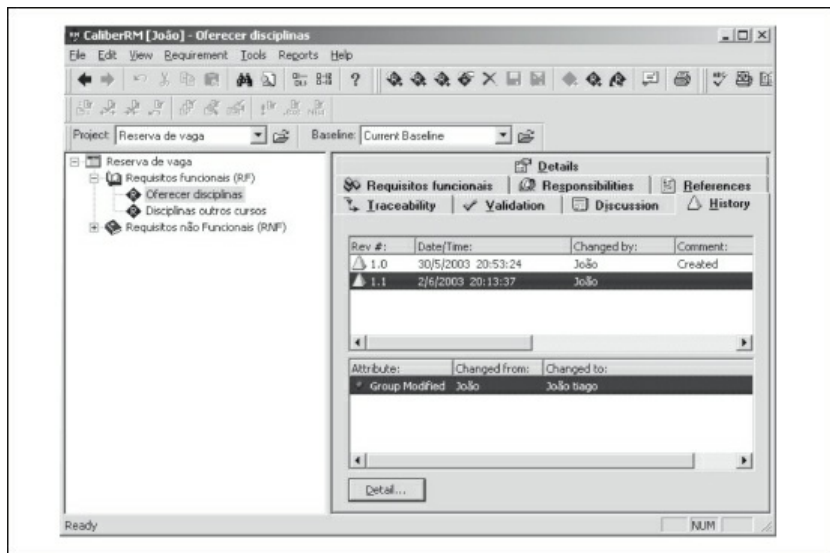 CaliberRM [João] - Oferecer disciplinas
File Edit View Requirement Tools Reports Help
Project: Reserva de vaga Baseline: Current Baseline
Reserva de vaga
Requisitos funcionais (RF)
Oferecer disciplinas
Disciplinas outros cursos
Requisitos não Funcionais (RNF)
Details
Requisitos funcionais Responsibilities References
Traceability Validation Discussion History
Rev #: Date/Time: Changed by: Comment:
1.0 30/5/2003 20:53:24 João Created
1.1 2/6/2003 20:13:37 João
Attribute: Changed from: Changed to:
Group Modified João João tiago
Detail...
Ready NUM